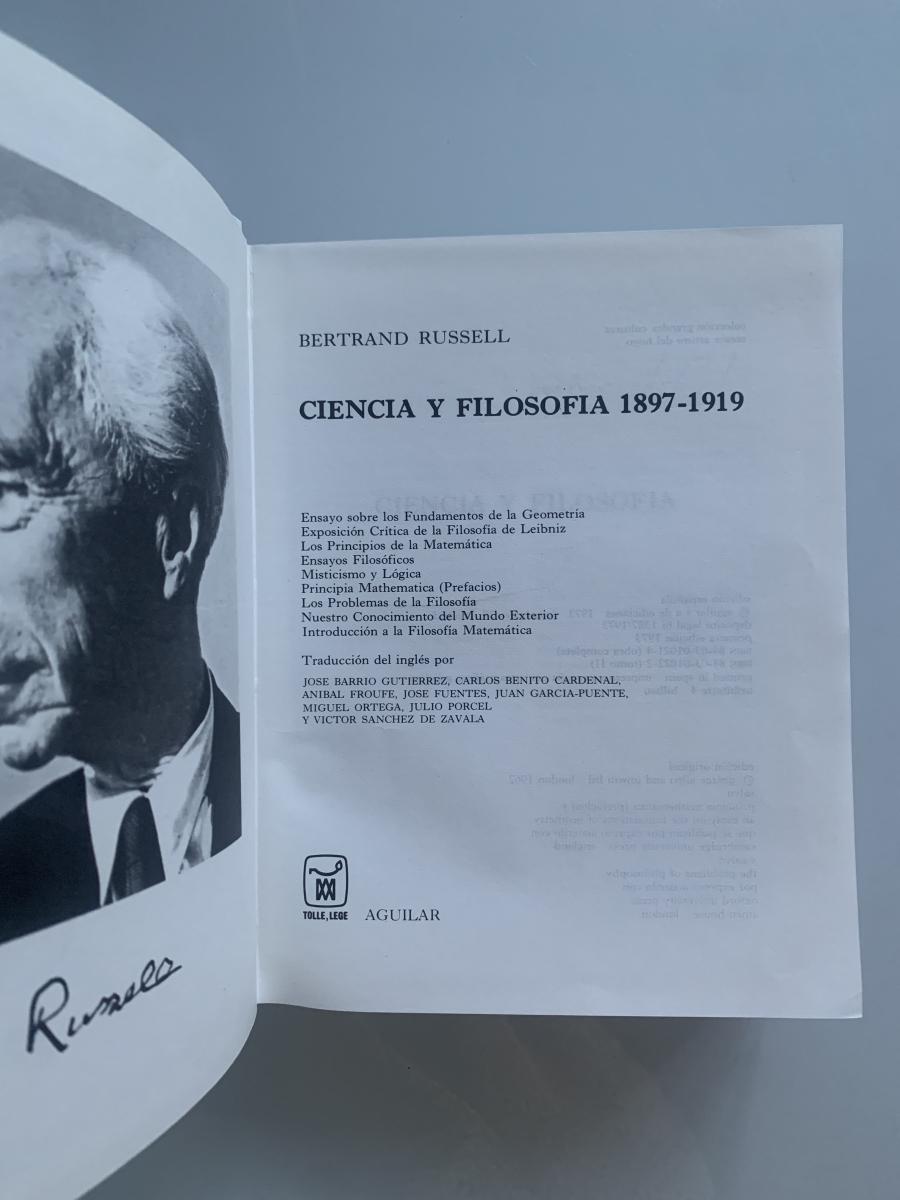 BERTRAND RUSSELL
CIENCIA Y FILOSOFIA 1897-1919
Ensayo sobre los Fundamentos de la Geometría
Exposición Crítica de la Filosofía de Leibniz
Los Principios de la Matemática
Ensayos Filosóficos
Misticismo y Lógica
Principia Mathematica (Prefacios)
Los Problemas de la Filosofía
Nuestro Conocimiento del Mundo Exterior
Introducción a la Filosofía Matemática
Traducción del inglés por
JOSE BARRIO GUTIERREZ, CARLOS BENITO CARDENAL,
ANIBAL FROUFE, JOSE FUENTES, JUAN GARCIA-PUENTE,
MIGUEL ORTEGA, JULIO PORCEL
Y VICTOR SANCHEZ DE ZAVALA
TOLLE, LEGE
AGUILAR
Russell